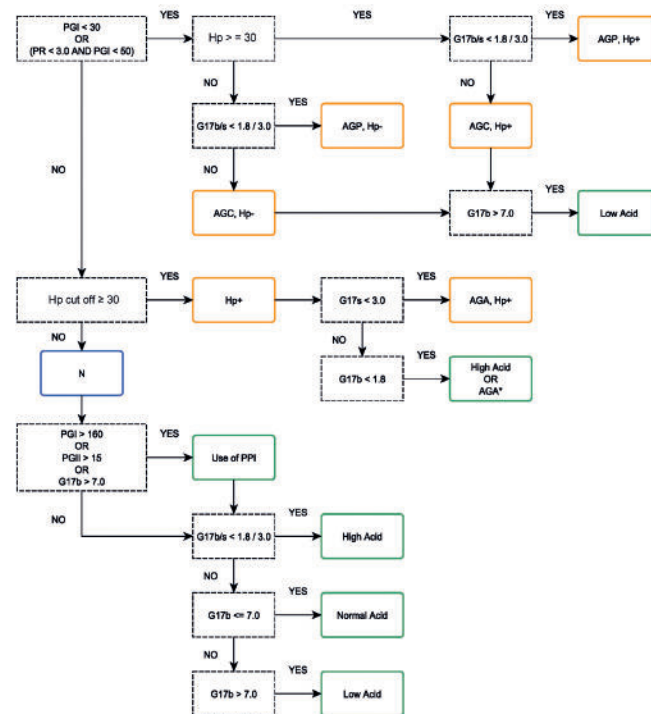 PGI < 30
OR
(PR < 3.0 AND PGI < 50)
YES
Hp > = 30
YES
G17b/s < 1.8 / 3.0
YES
AGP, Hp+
NO
NO
G17b/s < 1.8 / 3.0
YES
AGP, Hp-
AGC, Hp+
NO
NO
YES
AGC, Hp-
G17b > 7.0
Low Acid
Hp cut off ≥ 30
YES
Hp+
G17s < 3.0
YES
AGA, Hp+
NO
NO
N
G17b < 1.8
YES
High Acid
OR
AGA*
PGI > 160
OR
PGII > 15
OR
G17b > 7.0
YES
Use of PPI
NO
G17b/s < 1.8 / 3.0
YES
High Acid
NO
G17b <= 7.0
YES
Normal Acid
NO
G17b > 7.0
YES
Low Acid